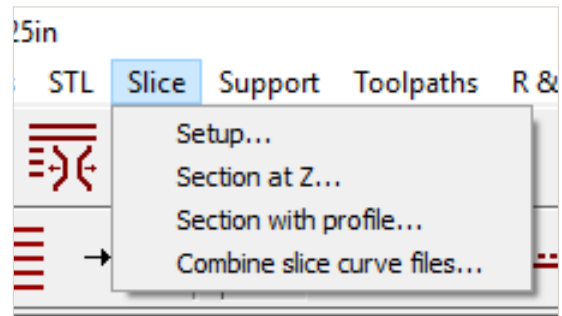 25in
STL Slice Support Toolpaths R &
Setup...
Section at Z...
Section with profile...
Combine slice curve files...